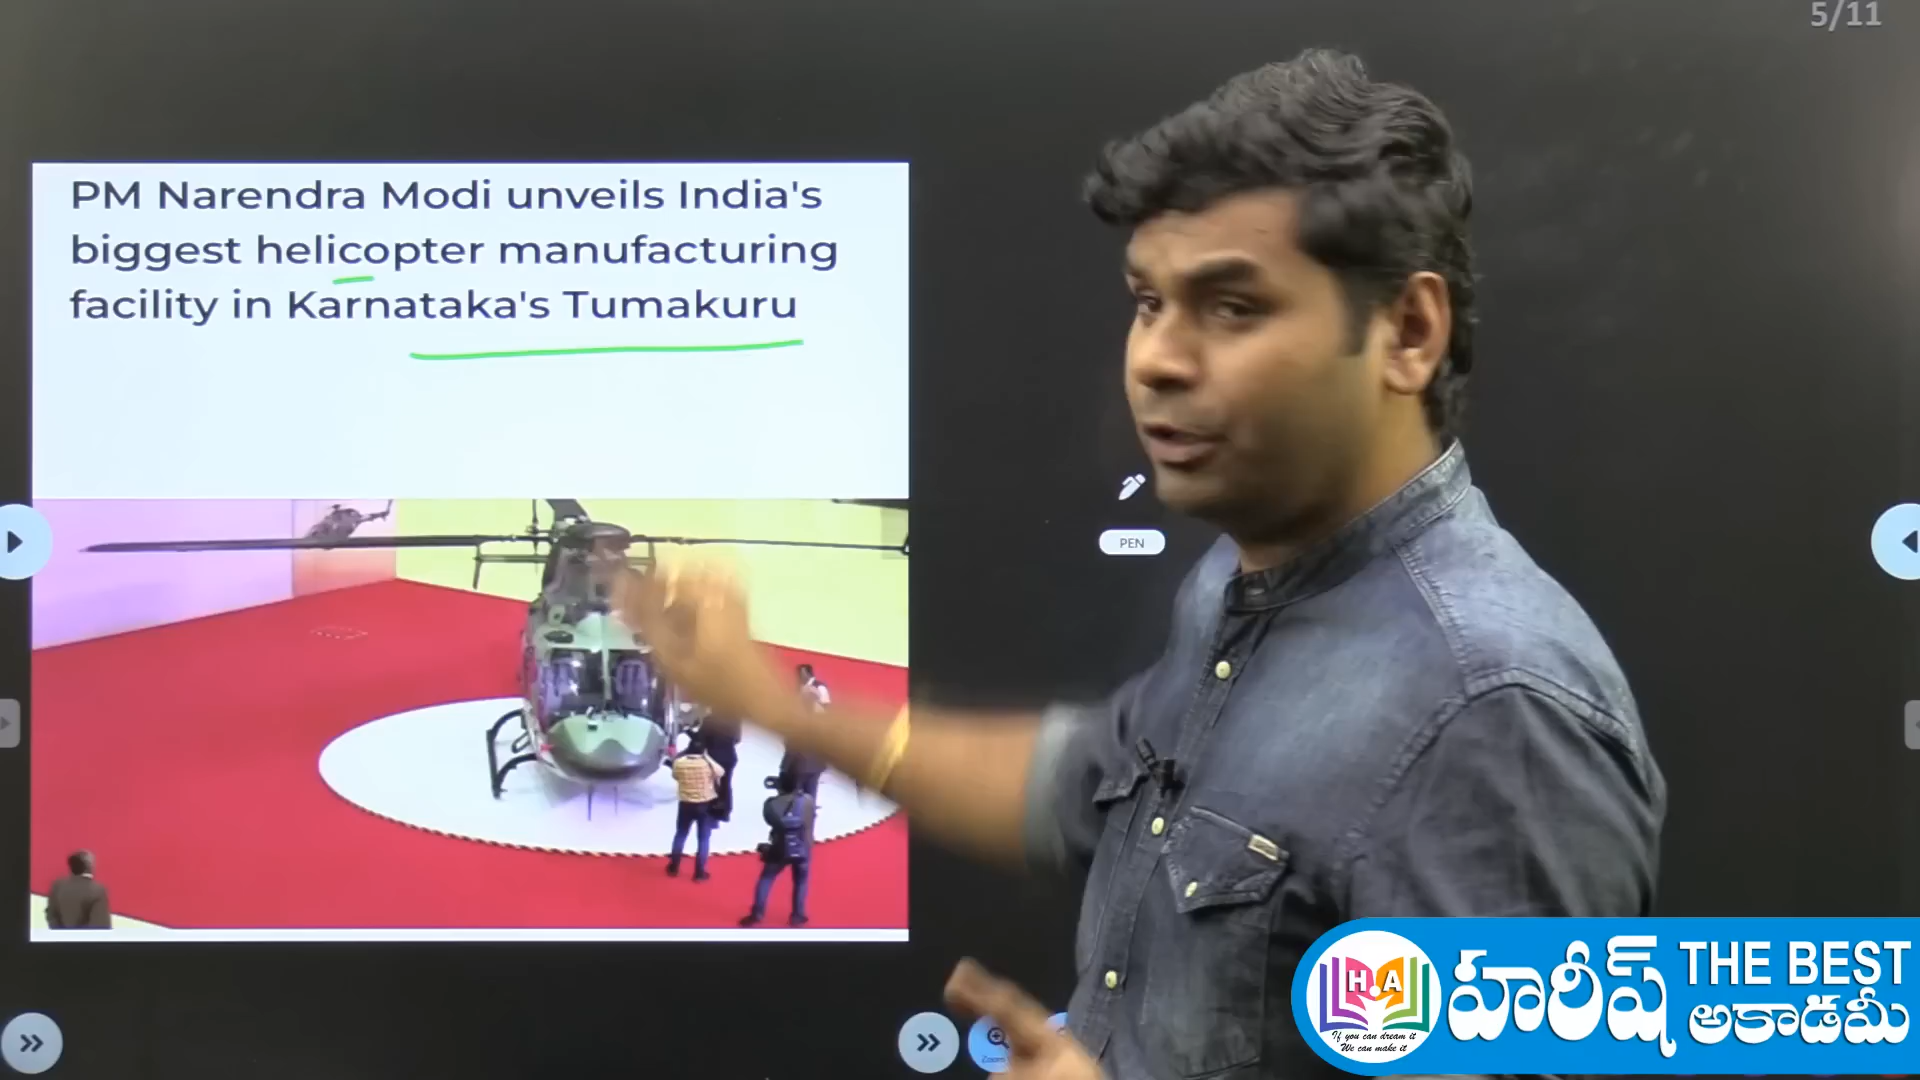 5/11
PM Narendra Modi unveils India's
biggest helicopter manufacturing
facility in Karnataka's Tumakuru
PEN
Zoom
H.A
If you can dream it
We can make it
హరీష్ THE BEST
అకాడమీ